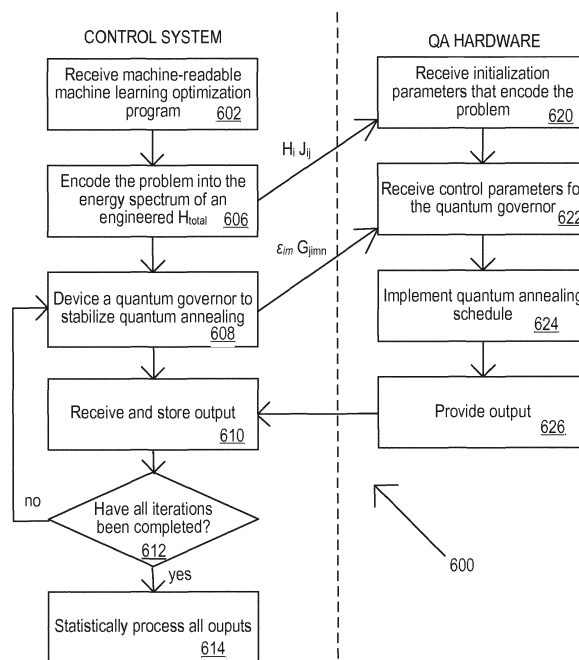 CONTROL SYSTEM
Receive machine-readable
machine learning optimization
program
602
Encode the problem into the
energy spectrum of an
engineered Htotal
606
Device a quantum governor to
stabilize quantum annealing
608
Receive and store output
610
Have all iterations
been completed?
612
no
yes
Statistically process all ouputs
614
Hi Jij
εim Gjimn
QA HARDWARE
Receive initialization
parameters that encode the
problem
620
Receive control parameters for
the quantum governor
622
Implement quantum annealing
schedule
624
Provide output
626
600